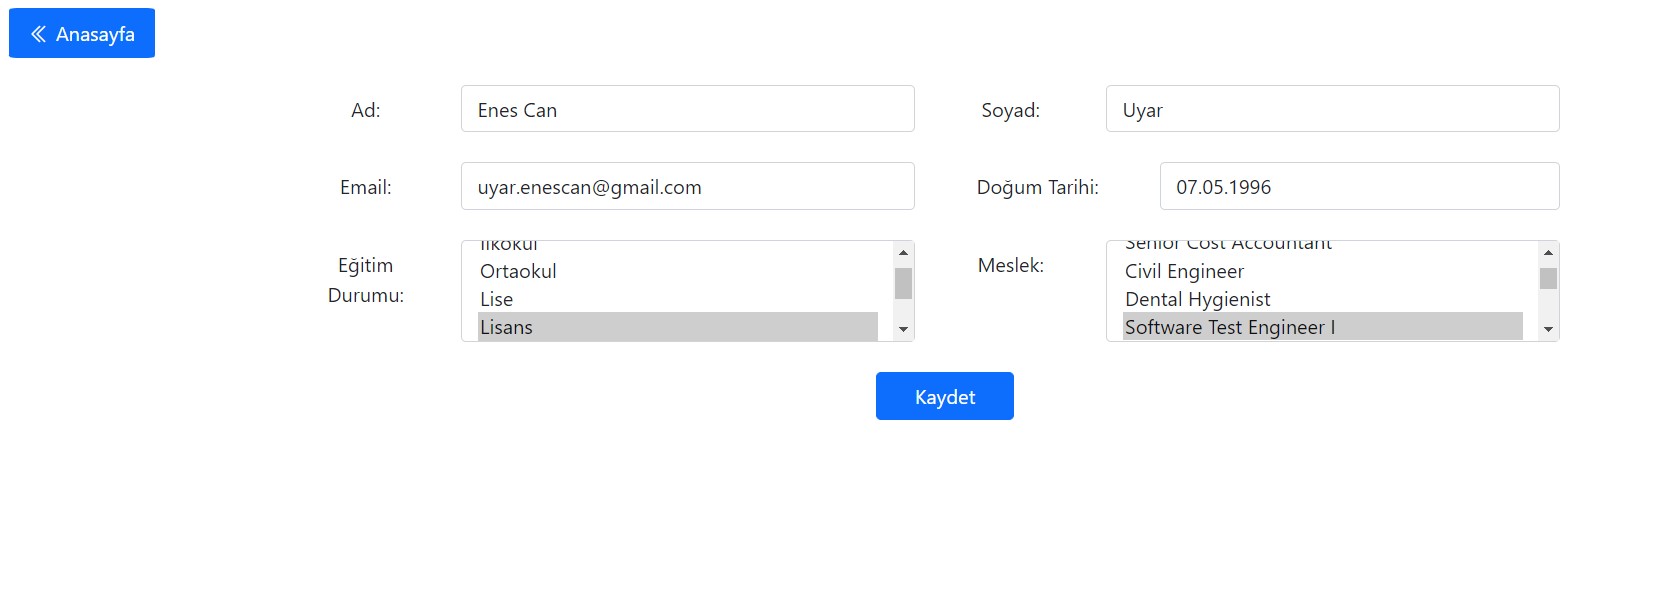 Anasayfa
Ad: Enes Can Soyad: Uyar
Email: uyar.enescan@gmail.com Doğum Tarihi: 07.05.1996
Eğitim Durumu:
İlkokul
Ortaokul
Lise
Lisans
Meslek:
Senior Cost Accountant
Civil Engineer
Dental Hygienist
Software Test Engineer I
Kaydet